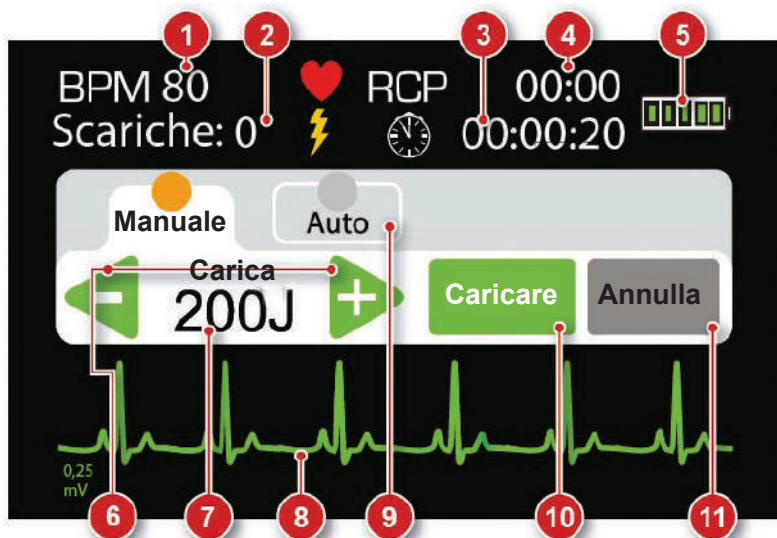 1 2 3 4 5
BPM 80 RCP 00:00
Scariche: 0 00:00:20
Manuale Auto
Carica
- 200J + Caricare Annulla
0,25
mV
6 7 8 9 10 11